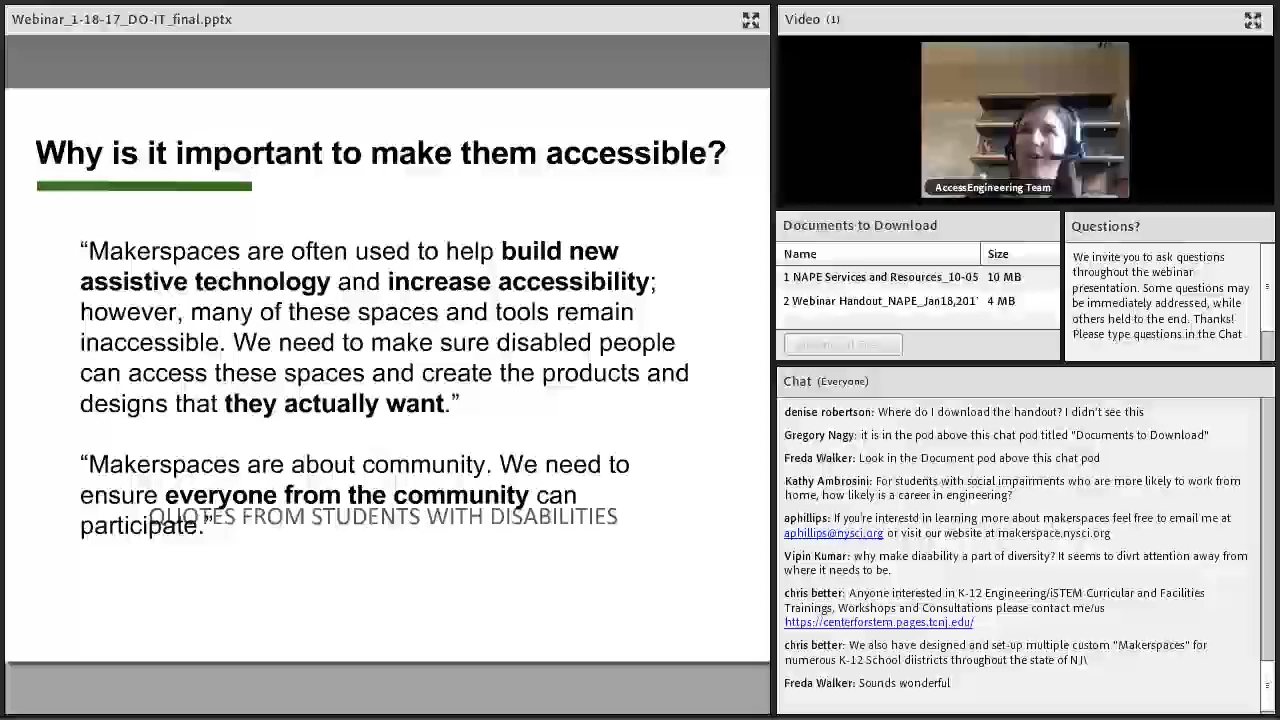 Webinar_1-18-17_DO-IT_final.pptx
Why is it important to make them accessible?
“Makerspaces are often used to help build new
assistive technology and increase accessibility;
however, many of these spaces and tools remain
inaccessible. We need to make sure disabled people
can access these spaces and create the products and
designs that they actually want.”
“Makerspaces are about community. We need to
ensure everyone from the community can
participate.”
QUOTES FROM STUDENTS WITH DISABILITIES
Video (1)
AccessEngineering Team
Documents to Download
Name Size
1 NAPE Services and Resources_10-05 10 MB
2 Webinar Handout_NAPE_Jan18,201 4 MB
Questions?
We invite you to ask questions
throughout the webinar
presentation. Some questions may
be immediately addressed, while
others held to the end. Thanks!
Please type questions in the Chat
Chat (Everyone)
denise robertson: Where do I download the handout? I didn't see this
Gregory Nagy: it is in the pod above this chat pod titled "Documents to Download"
Freda Walker: Look in the Document pod above this chat pod
Kathy Ambrosini: For students with social impairments who are more likely to work from
home, how likely is a career in engineering?
aphillips: If you're interestd in learning more about makerspaces feel free to email me at
aphillips@nysci.org or visit our website at makerspace.nysci.org
Vipin Kumar: why make diaability a part of diversity? It seems to divrt attention away from
where it needs to be.
chris better: Anyone interested in K-12 Engineering/iSTEM Curricular and Facilities
Trainings, Workshops and Consultations please contact me/us
https://centerforstem.pages.tcnj.edu/
chris better: We also have designed and set-up multiple custom "Makerspaces" for
numerous K-12 School diistricts throughout the state of NJ\
Freda Walker: Sounds wonderful